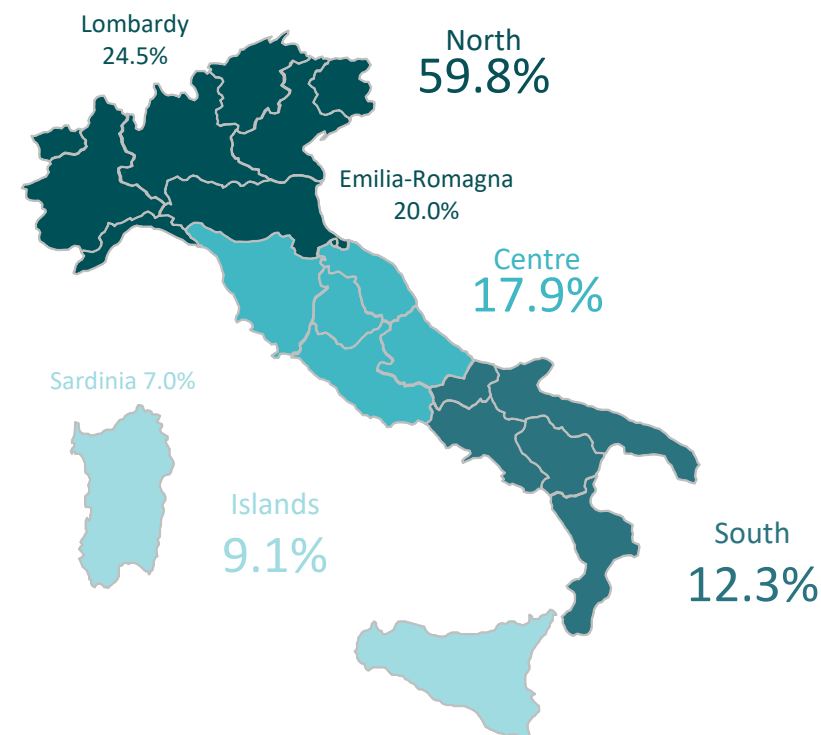 Lombardy
24.5%
North
59.8%
Emilia-Romagna
20.0%
Centre
17.9%
Sardinia 7.0%
Islands
9.1%
South
12.3%